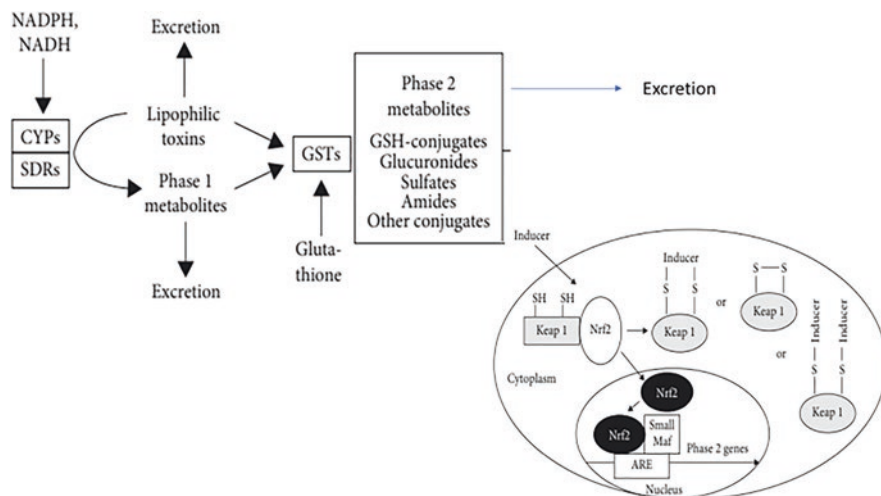 NADPH,
NADH
CYPs
SDRs
Excretion
Lipophilic
toxins
Phase 1
metabolites
Excretion
GSTs
Gluta-
thione
Phase 2
metabolites
GSH-conjugates
Glucuronides
Sulfates
Amides
Other conjugates
Excretion
Inducer
SH SH
Keap 1
Nrf2
Inducer
S S
Keap 1
or
S S
Keap 1
or
Inducer Inducer
S S
Keap 1
Cytoplasm
Nrf2
Nrf2
Small
Maf
ARE
Phase 2 genes
Nucleus